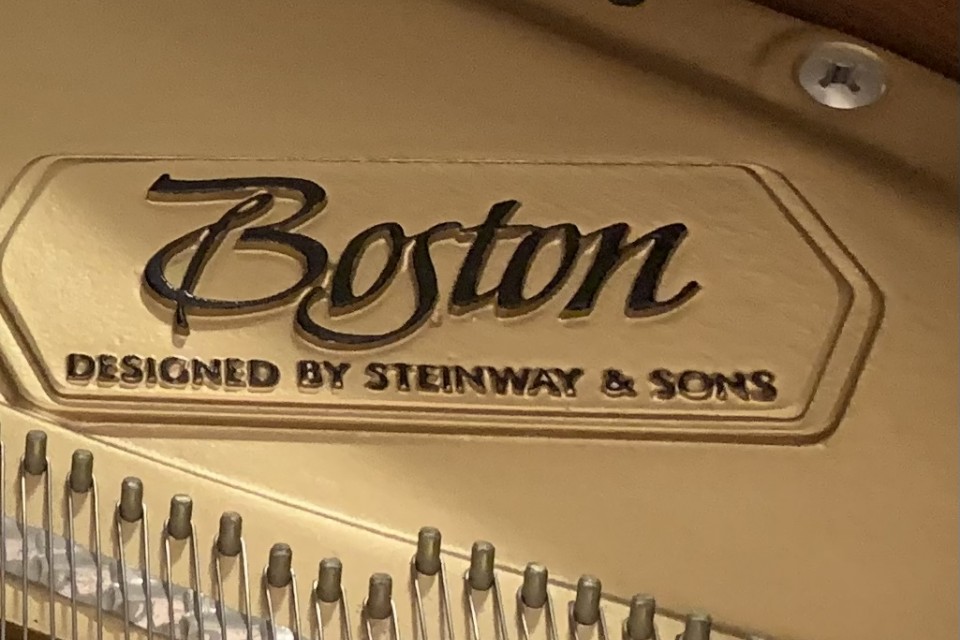 Boston
DESIGNED BY STEINWAY & SONS